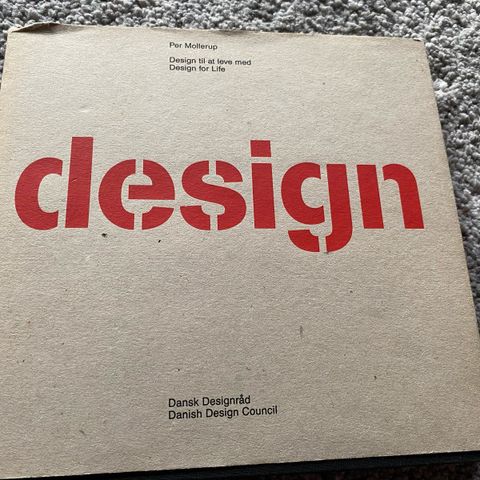 Per Mollerup
Design til at leve med
Design for Life
design
Dansk Designråd
Danish Design Council